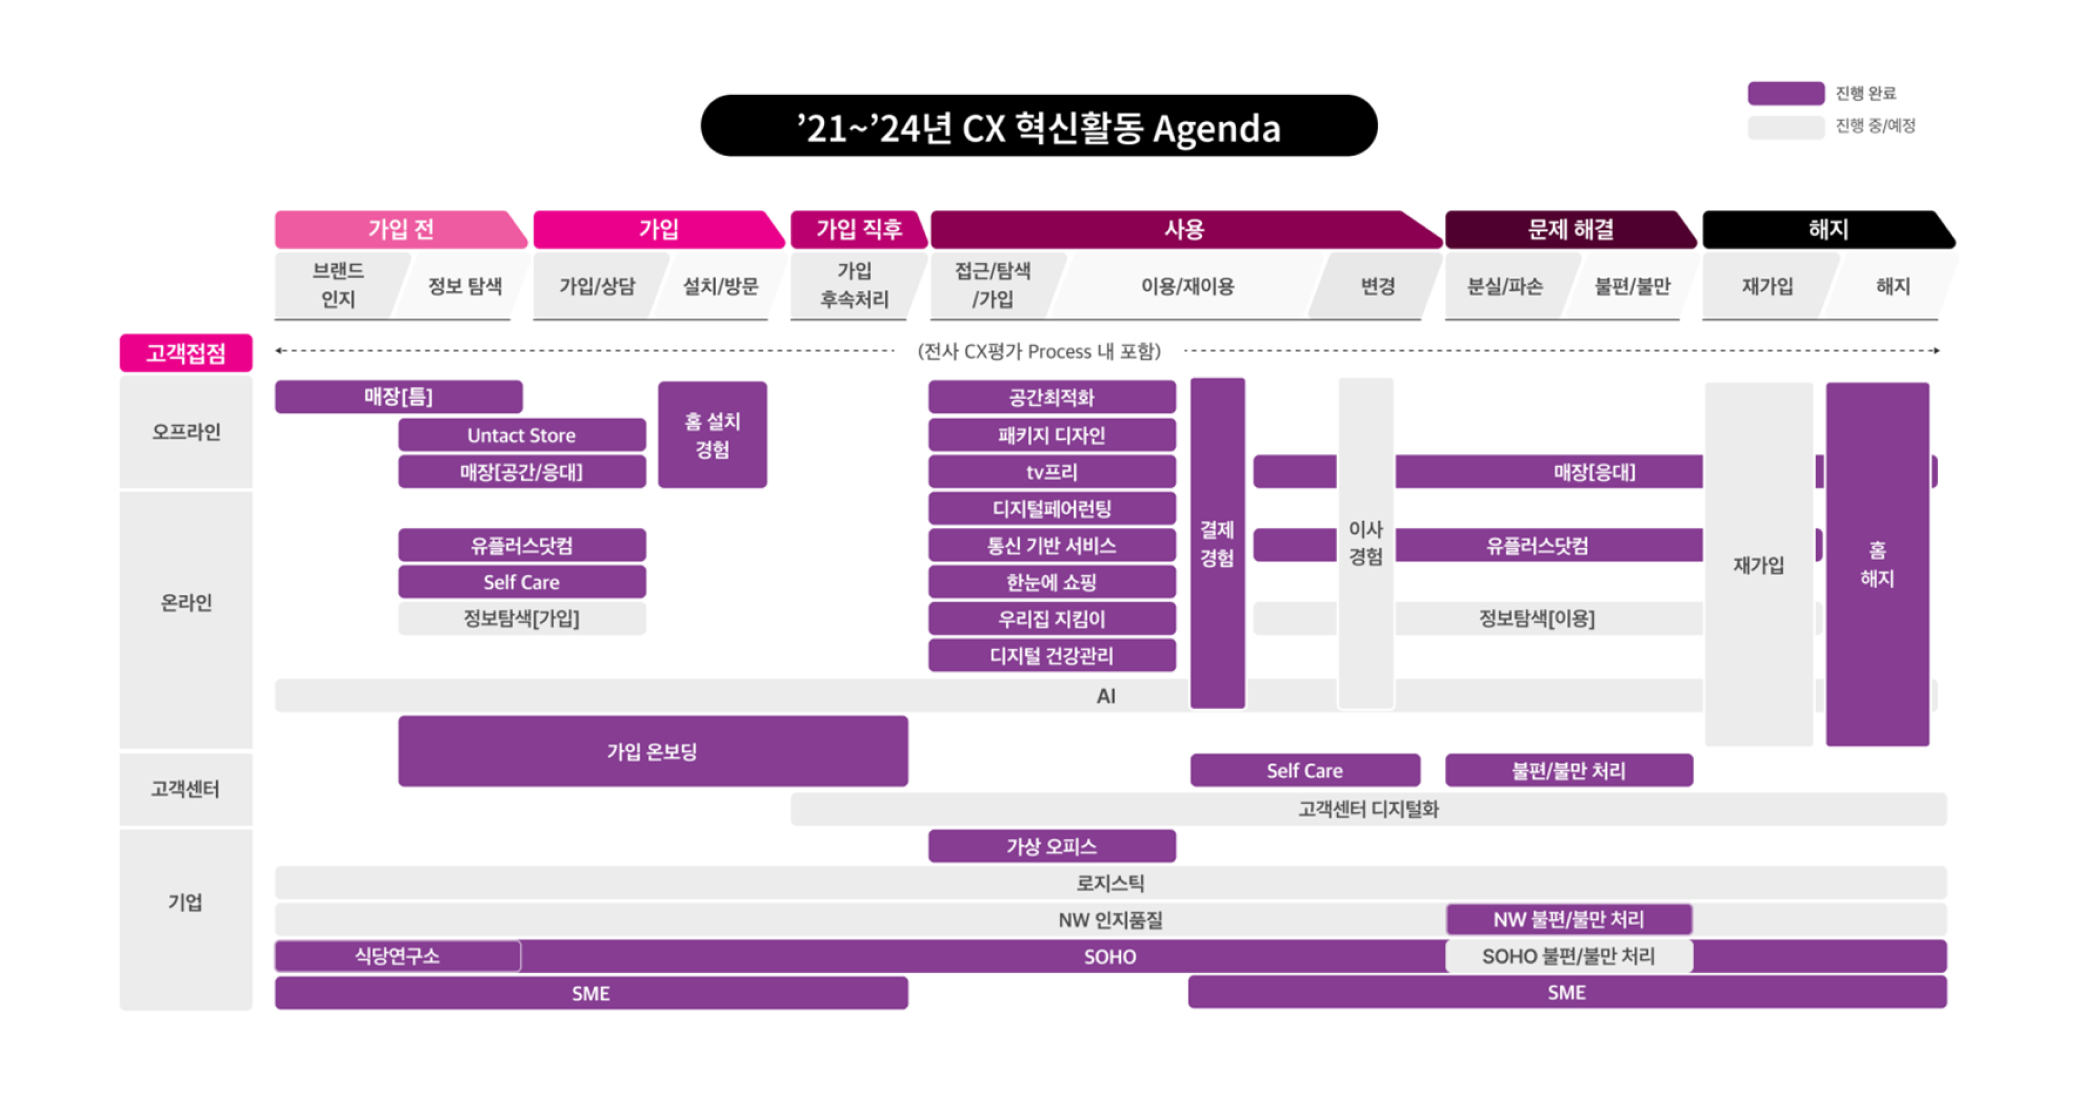 진행 완료
진행 중/예정
’21~’24년 CX 혁신활동 Agenda
가입 전
가입
가입 직후
사용
문제 해결
해지
브랜드
인지
정보 탐색
가입/상담
설치/방문
가입
후속처리
접근/탐색
/가입
이용/재이용
변경
분실/파손
불편/불만
재가입
해지
고객접점
(전사 CX평가 Process 내 포함)
오프라인
매장[틈]
Untact Store
매장[공간/응대]
홈 설치
경험
공간최적화
패키지 디자인
tv프리
디지털페어런팅
통신 기반 서비스
한눈에 쇼핑
우리집 지킴이
디지털 건강관리
결제
경험
이사
경험
매장[응대]
유플러스닷컴
정보탐색[이용]
재가입
홈
해지
온라인
유플러스닷컴
Self Care
정보탐색[가입]
AI
가입 온보딩
고객센터
Self Care
불편/불만 처리
고객센터 디지털화
기업
가상 오피스
로지스틱
NW 인지품질
NW 불편/불만 처리
식당연구소
SOHO
SOHO 불편/불만 처리
SME
SME